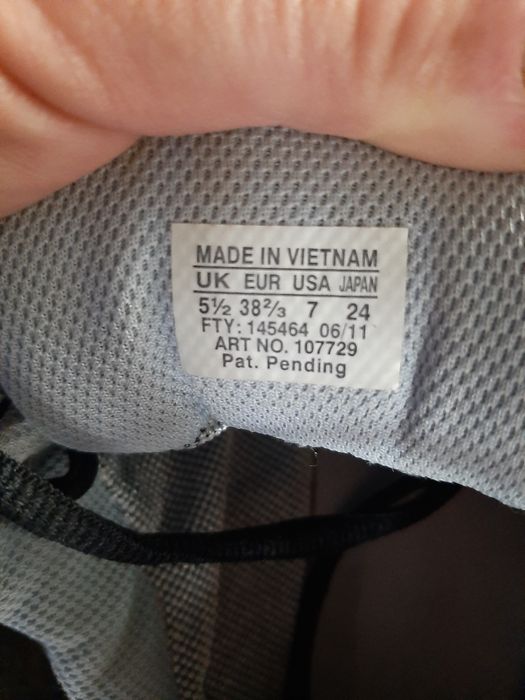 MADE IN VIETNAM
UK EUR USA JAPAN
5½ 38⅔ 7 24
FTY: 145464 06/11
ART NO. 107729
Pat. Pending